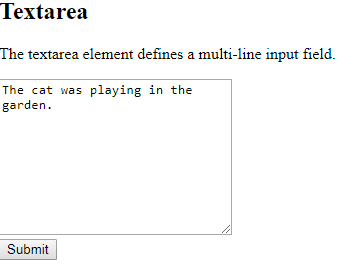 Textarea
The textarea element defines a multi-line input field.
The cat was playing in the
garden.
Submit